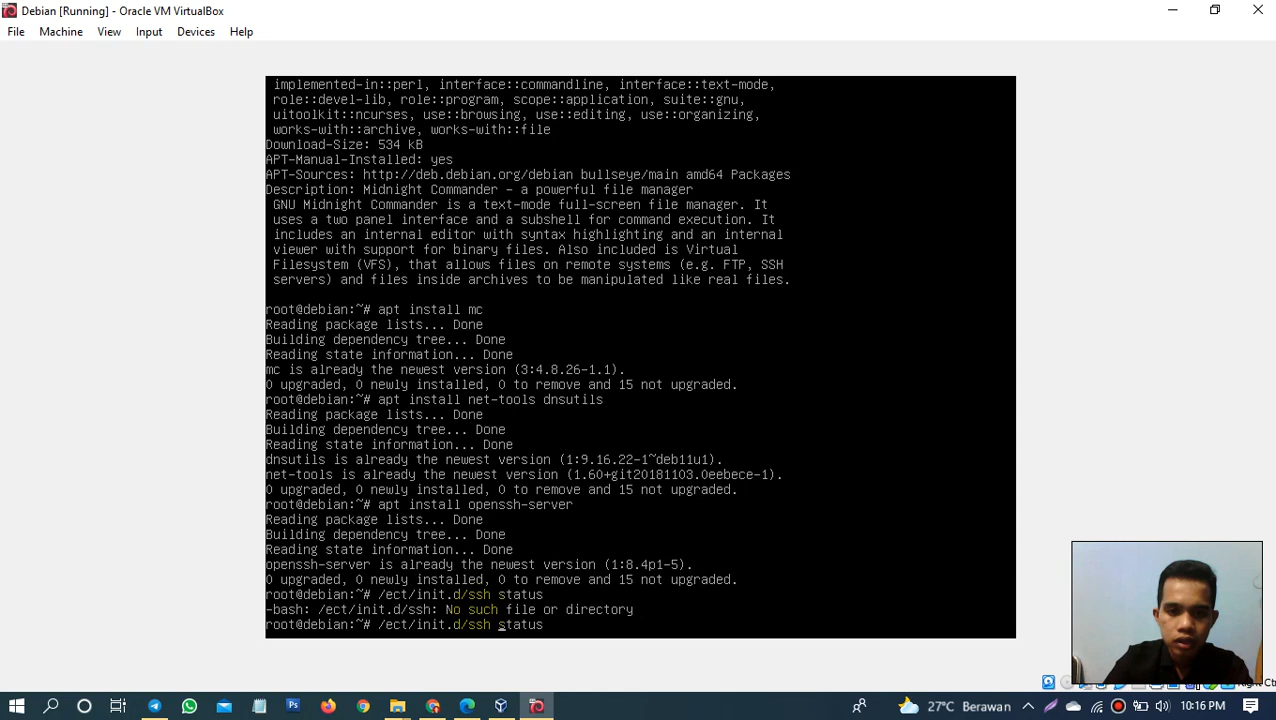 Debian [Running] - Oracle VM VirtualBox
File Machine View Input Devices Help
implemented-in::perl, interface::commandline, interface::text-mode,
role::devel-lib, role::program, scope::application, suite::gnu,
uitoolkit::ncurses, use::browsing, use::editing, use::organizing,
works-with::archive, works-with::file
Download-Size: 534 kB
APT-Manual-Installed: yes
APT-Sources: http://deb.debian.org/debian bullseye/main amd64 Packages
Description: Midnight Commander - a powerful file manager
GNU Midnight Commander is a text-mode full-screen file manager. It
uses a two panel interface and a subshell for command execution. It
includes an internal editor with syntax highlighting and an internal
viewer with support for binary files. Also included is Virtual
Filesystem (VFS), that allows files on remote systems (e.g. FTP, SSH
servers) and files inside archives to be manipulated like real files.
root@debian:~# apt install mc
Reading package lists... Done
Building dependency tree... Done
Reading state information... Done
mc is already the newest version (3:4.8.26-1.1).
0 upgraded, 0 newly installed, 0 to remove and 15 not upgraded.
root@debian:~# apt install net-tools dnsutils
Reading package lists... Done
Building dependency tree... Done
Reading state information... Done
dnsutils is already the newest version (1:9.16.22-1~deb11u1).
net-tools is already the newest version (1.60+git20181103.0eebece-1).
0 upgraded, 0 newly installed, 0 to remove and 15 not upgraded.
root@debian:~# apt install openssh-server
Reading package lists... Done
Building dependency tree... Done
Reading state information... Done
openssh-server is already the newest version (1:8.4p1-5).
0 upgraded, 0 newly installed, 0 to remove and 15 not upgraded.
root@debian:~# /ect/init.d/ssh status
-bash: /ect/init.d/ssh: No such file or directory
root@debian:~# /ect/init.d/ssh status
27°C Berawan 10:16 PM